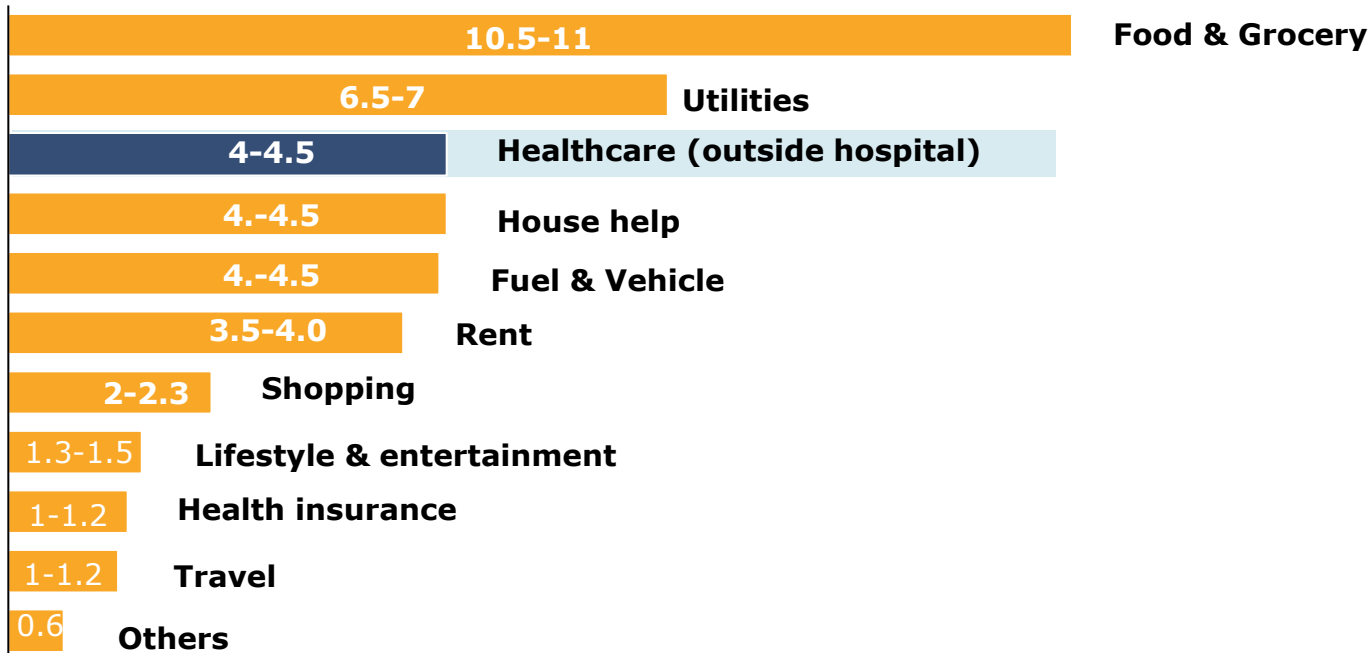 10.5-11 Food & Grocery
6.5-7 Utilities
4-4.5 Healthcare (outside hospital)
4.-4.5 House help
4.-4.5 Fuel & Vehicle
3.5-4.0 Rent
2-2.3 Shopping
1.3-1.5 Lifestyle & entertainment
1-1.2 Health insurance
1-1.2 Travel
0.6 Others